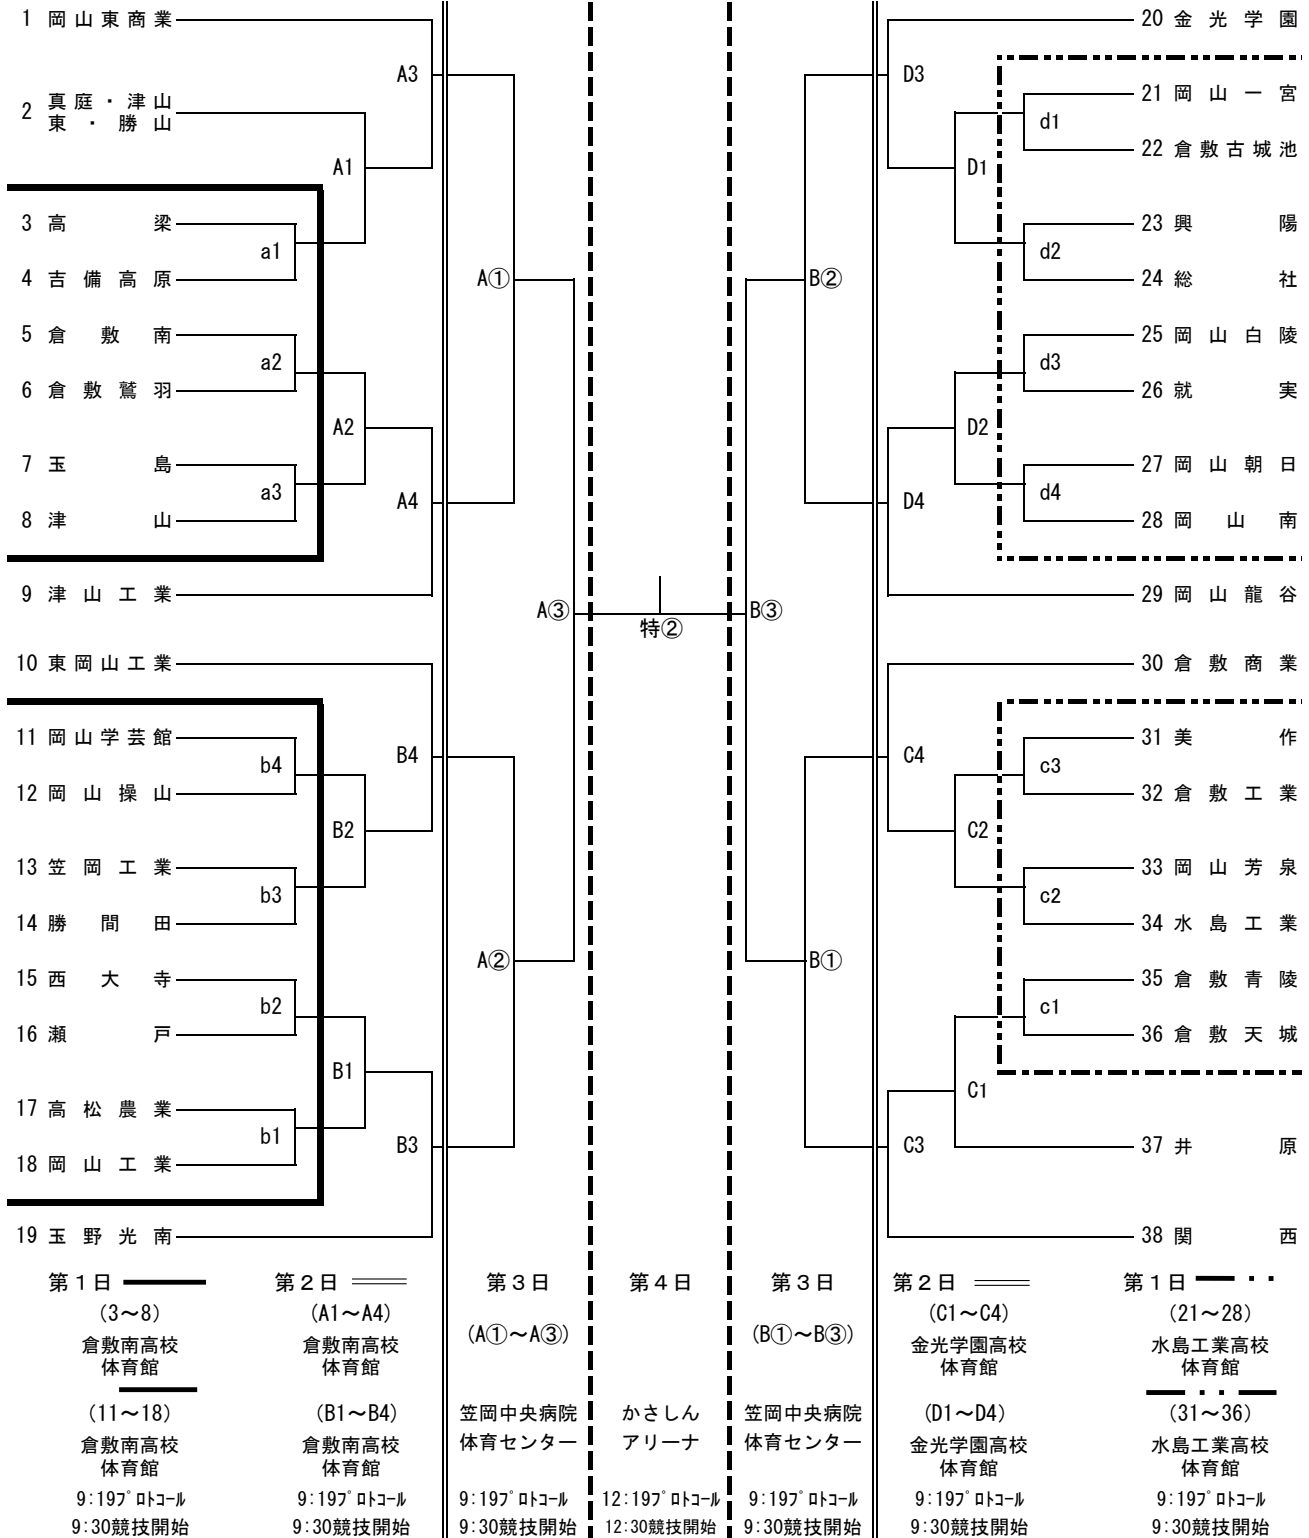 1 岡山東商業
2 真庭・津山
東・勝山
3 高梁
4 吉備高原
5 倉敷南
6 倉敷鷲羽
7 玉島
8 津山
9 津山工業
10 東岡山工業
11 岡山学芸館
12 岡山操山
13 笠岡工業
14 勝間田
15 西大寺
16 瀬戸
17 高松農業
18 岡山工業
19 玉野光南
a1
a2
a3
b4
b3
b2
b1
A1
A2
B2
B1
A3
A4
B4
B3
A①
A②
A③
特②
B③
B②
B①
D3
D4
C4
C3
D1
D2
C2
C1
d1
d2
d3
d4
c3
c2
c1
20 金光学園
21 岡山一宮
22 倉敷古城池
23 興陽
24 総社
25 岡山白陵
26 就実
27 岡山朝日
28 岡山南
29 岡山龍谷
30 倉敷商業
31 美作
32 倉敷工業
33 岡山芳泉
34 水島工業
35 倉敷青陵
36 倉敷天城
37 井原
38 関西
第1日
(3~8)
倉敷南高校
体育館
(11~18)
倉敷南高校
体育館
9:19プロトコール
9:30競技開始
第2日
(A1~A4)
倉敷南高校
体育館
(B1~B4)
倉敷南高校
体育館
9:19プロトコール
9:30競技開始
第3日
(A①~A③)
笠岡中央病院
体育センター
9:19プロトコール
9:30競技開始
第4日
かさしん
アリーナ
12:19プロトコール
12:30競技開始
第3日
(B①~B③)
笠岡中央病院
体育センター
9:19プロトコール
9:30競技開始
第2日
(C1~C4)
金光学園高校
体育館
(D1~D4)
金光学園高校
体育館
9:19プロトコール
9:30競技開始
第1日
(21~28)
水島工業高校
体育館
(31~36)
水島工業高校
体育館
9:19プロトコール
9:30競技開始